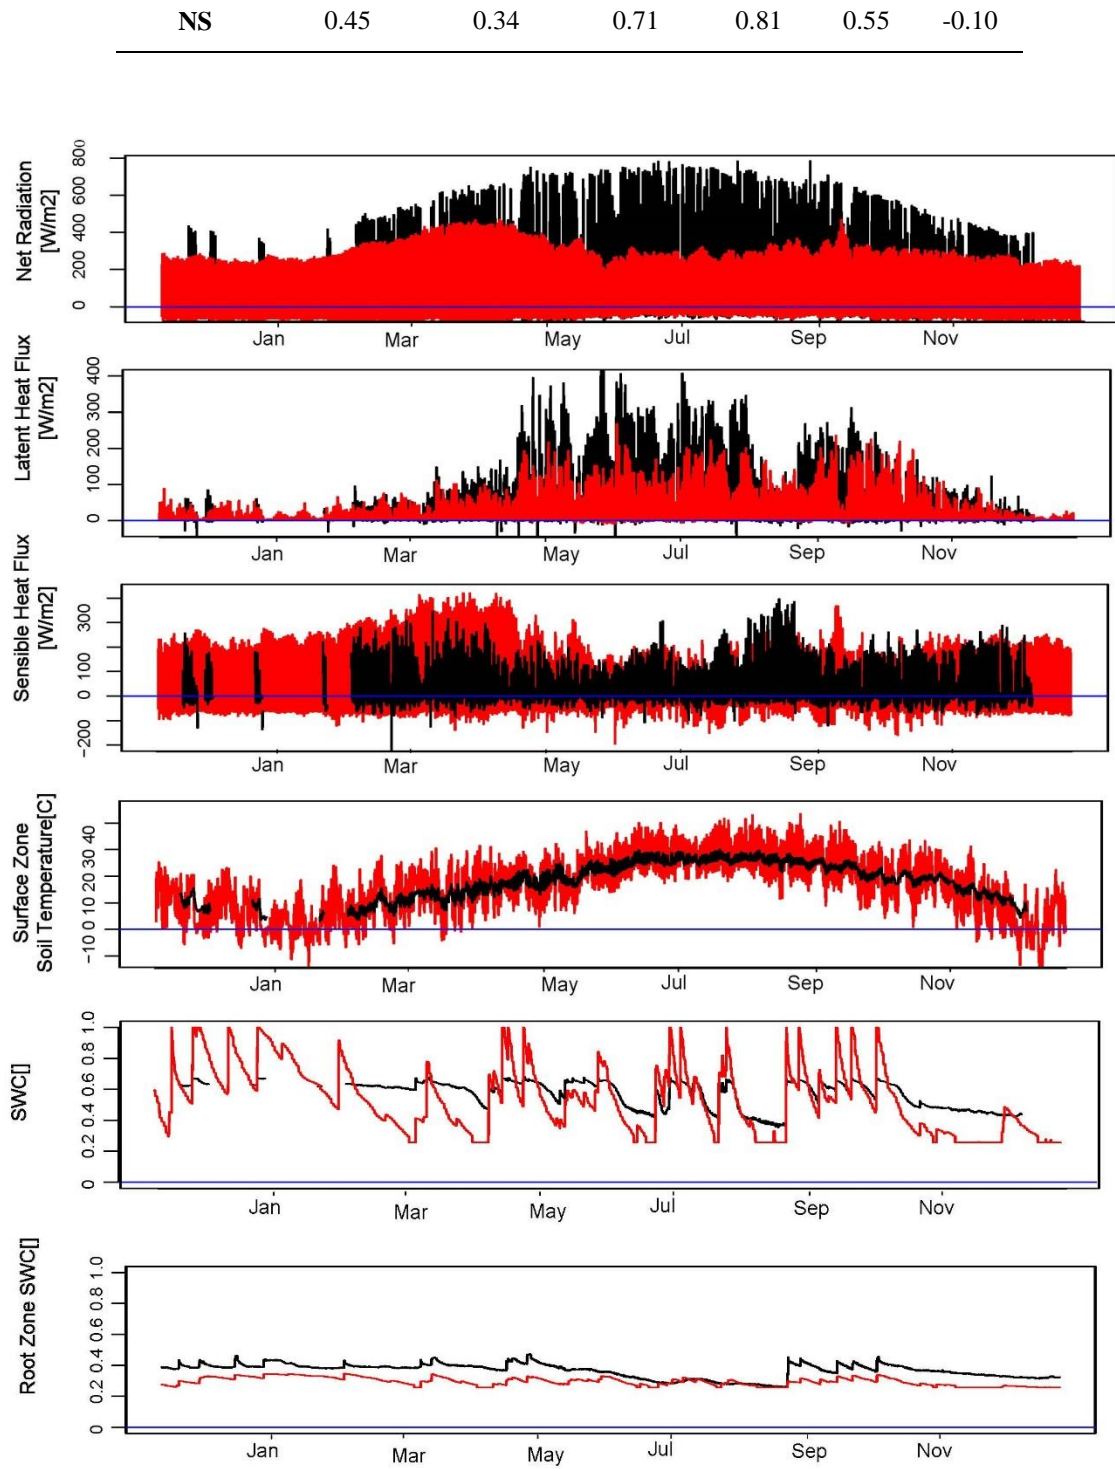 NS 0.45 0.34 0.71 0.81 0.55 -0.10
Net Radiation
[W/m2]
0 200 400 600 800
Jan Mar May Jul Sep Nov
Latent Heat Flux
[W/m2]
0 100 200 300 400
Jan Mar May Jul Sep Nov
Sensible Heat Flux
[W/m2]
-200 0 100 300
Jan Mar May Jul Sep Nov
Surface Zone
Soil Temperature[C]
-10 0 10 20 30 40
Jan Mar May Jul Sep Nov
SWC[]
0 0.2 0.4 0.6 0.8 1.0
Jan Mar May Jul Sep Nov
Root Zone SWC[]
0 0.2 0.4 0.6 0.8 1.0
Jan Mar May Jul Sep Nov